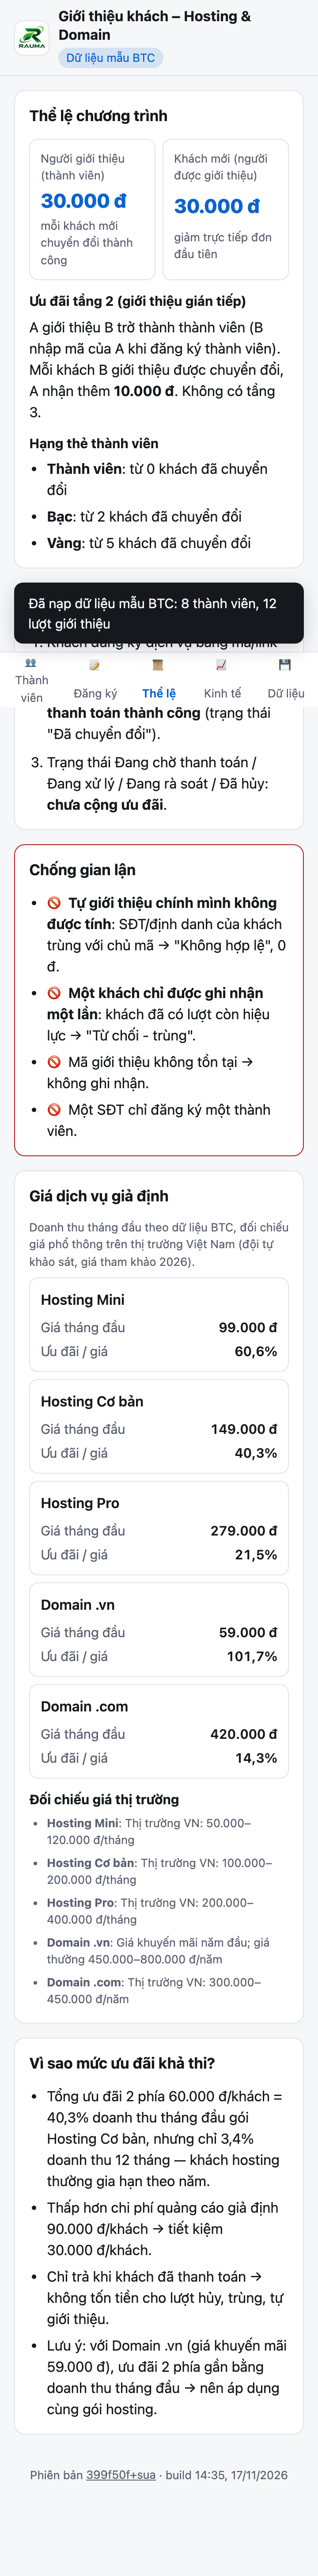 RAUMA
Giới thiệu khách – Hosting &
Domain
Dữ liệu mẫu BTC
Thể lệ chương trình
Người giới thiệu
(thành viên)
30.000 đ
mỗi khách mới
chuyển đổi thành
công
Khách mới (người
được giới thiệu)
30.000 đ
giảm trực tiếp đơn
đầu tiên
Ưu đãi tầng 2 (giới thiệu gián tiếp)
A giới thiệu B trở thành thành viên (B
nhập mã của A khi đăng ký thành viên).
Mỗi khách B giới thiệu được chuyển đổi,
A nhận thêm 10.000 đ. Không có tầng
3.
Hạng thẻ thành viên
• Thành viên: từ 0 khách đã chuyển
đổi
• Bạc: từ 2 khách đã chuyển đổi
• Vàng: từ 5 khách đã chuyển đổi
Đã nạp dữ liệu mẫu BTC: 8 thành viên, 12
lượt giới thiệu
1. Khách đăng ký dịch vụ bằng mã/link
Thành
viên
Đăng ký
Thể lệ
Kinh tế
Dữ liệu
thanh toán thành công (trạng thái
"Đã chuyển đổi").
3. Trạng thái Đang chờ thanh toán /
Đang xử lý / Đang rà soát / Đã hủy:
chưa cộng ưu đãi.
Chống gian lận
• 🚫 Tự giới thiệu chính mình không
được tính: SĐT/định danh của khách
trùng với chủ mã → "Không hợp lệ", 0
đ.
• 🚫 Một khách chỉ được ghi nhận
một lần: khách đã có lượt còn hiệu
lực → "Từ chối - trùng".
• 🚫 Mã giới thiệu không tồn tại →
không ghi nhận.
• 🚫 Một SĐT chỉ đăng ký một thành
viên.
Giá dịch vụ giả định
Doanh thu tháng đầu theo dữ liệu BTC, đối chiếu
giá phổ thông trên thị trường Việt Nam (đội tự
khảo sát, giá tham khảo 2026).
Hosting Mini
Giá tháng đầu 99.000 đ
Ưu đãi / giá 60,6%
Hosting Cơ bản
Giá tháng đầu 149.000 đ
Ưu đãi / giá 40,3%
Hosting Pro
Giá tháng đầu 279.000 đ
Ưu đãi / giá 21,5%
Domain .vn
Giá tháng đầu 59.000 đ
Ưu đãi / giá 101,7%
Domain .com
Giá tháng đầu 420.000 đ
Ưu đãi / giá 14,3%
Đối chiếu giá thị trường
• Hosting Mini: Thị trường VN: 50.000–
120.000 đ/tháng
• Hosting Cơ bản: Thị trường VN: 100.000–
200.000 đ/tháng
• Hosting Pro: Thị trường VN: 200.000–
400.000 đ/tháng
• Domain .vn: Giá khuyến mãi năm đầu; giá
thường 450.000–800.000 đ/năm
• Domain .com: Thị trường VN: 300.000–
450.000 đ/năm
Vì sao mức ưu đãi khả thi?
• Tổng ưu đãi 2 phía 60.000 đ/khách =
40,3% doanh thu tháng đầu gói
Hosting Cơ bản, nhưng chỉ 3,4%
doanh thu 12 tháng — khách hosting
thường gia hạn theo năm.
• Thấp hơn chi phí quảng cáo giả định
90.000 đ/khách → tiết kiệm
30.000 đ/khách.
• Chỉ trả khi khách đã thanh toán →
không tốn tiền cho lượt hủy, trùng, tự
giới thiệu.
• Lưu ý: với Domain .vn (giá khuyến mãi
59.000 đ), ưu đãi 2 phía gần bằng
doanh thu tháng đầu → nên áp dụng
cùng gói hosting.
Phiên bản 399f50f+sua · build 14:35, 17/11/2026